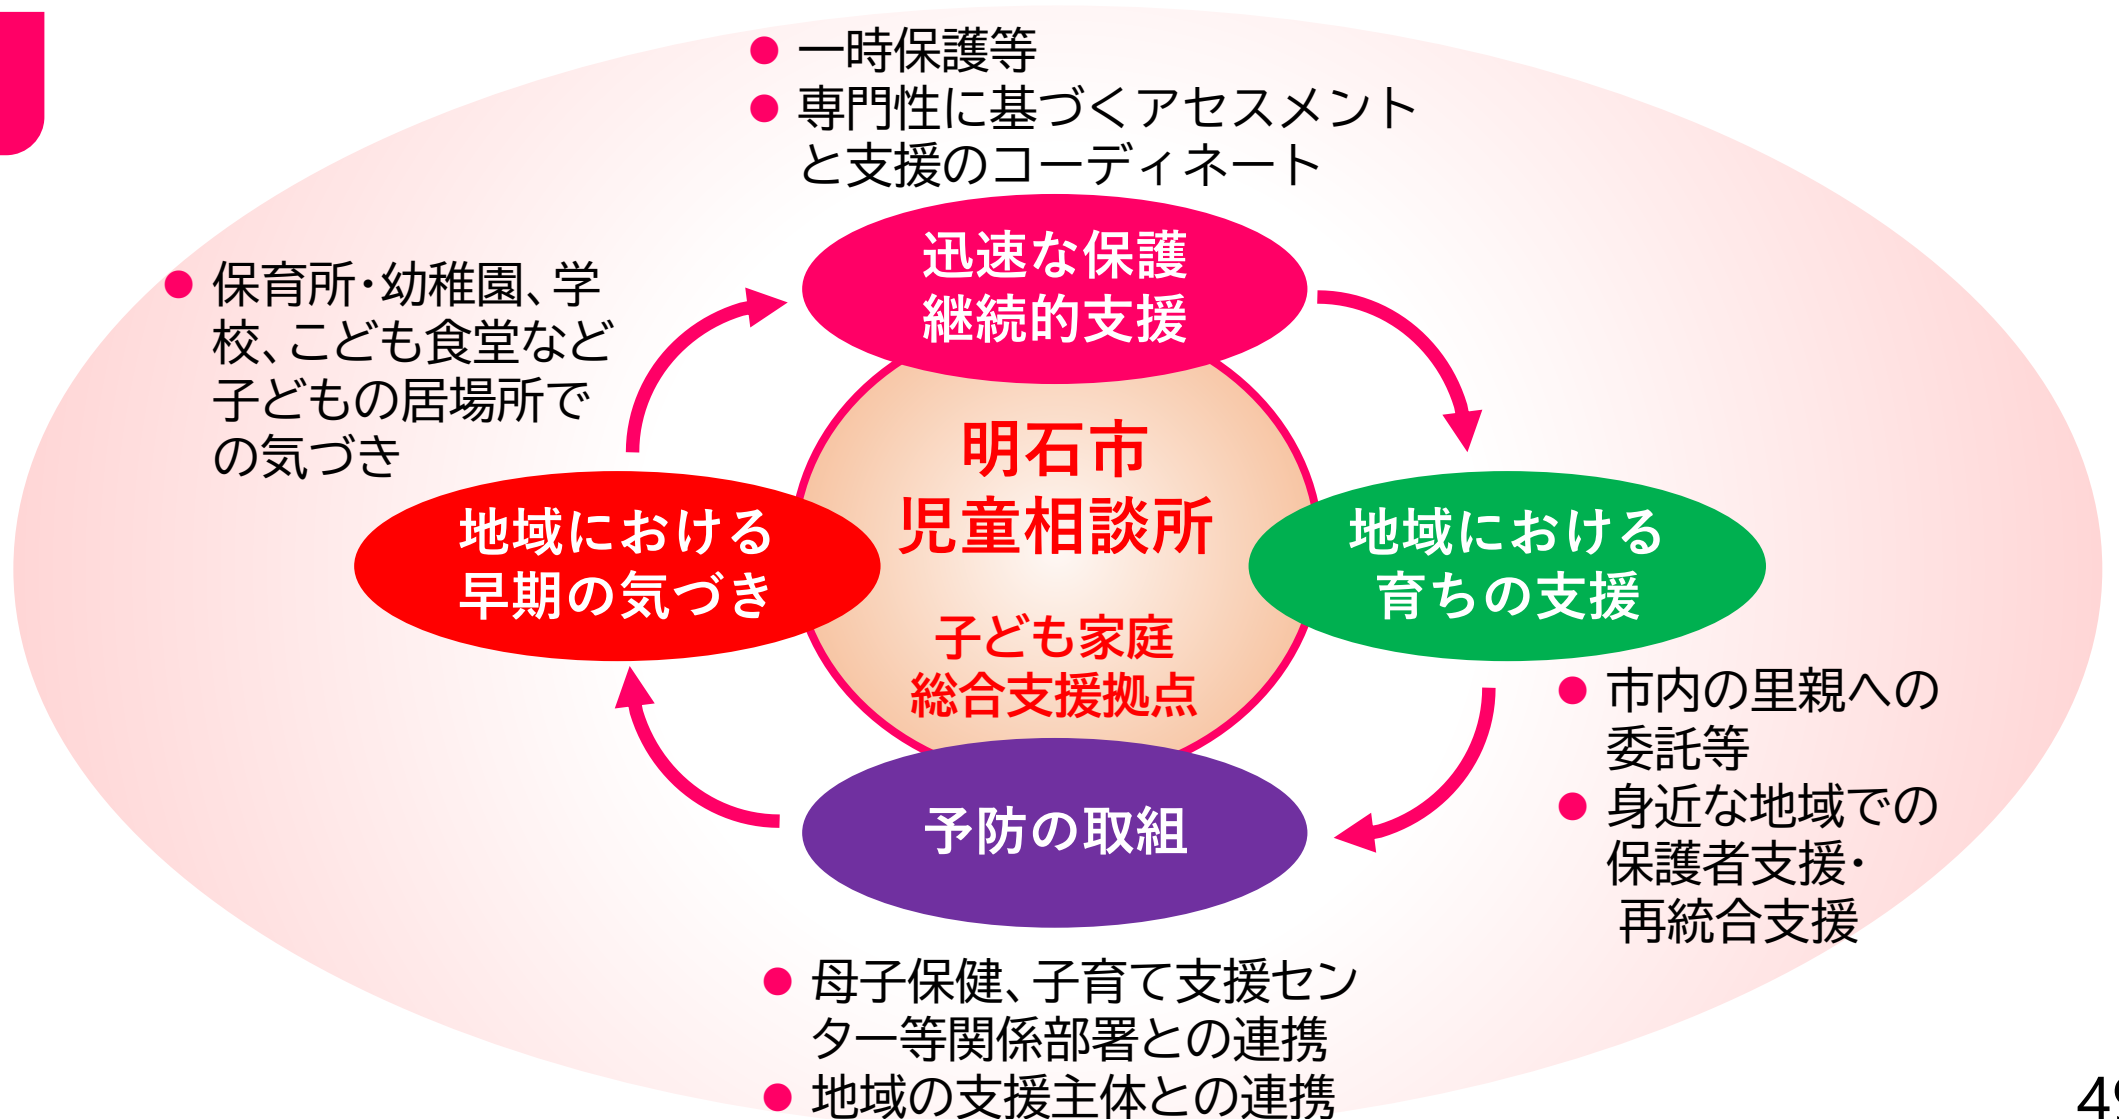 ● 一時保護等
● 専門性に基づくアセスメント
と支援のコーディネート
迅速な保護
継続的支援
● 保育所・幼稚園、学
校、こども食堂など
子どもの居場所で
の気づき
地域における
早期の気づき
明石市
児童相談所
子ども家庭
総合支援拠点
地域における
育ちの支援
● 市内の里親への
委託等
● 身近な地域での
保護者支援・
再統合支援
予防の取組
● 母子保健、子育て支援セン
ター等関係部署との連携
● 地域の支援主体との連携